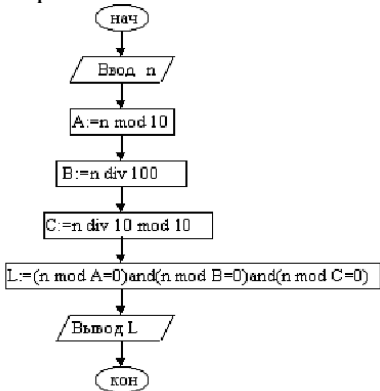 нач
Ввод n
A:=n mod 10
B:=n div 100
C:=n div 10 mod 10
L:=(n mod A=0)and(n mod B=0)and(n mod C=0)
Вывод L
кон